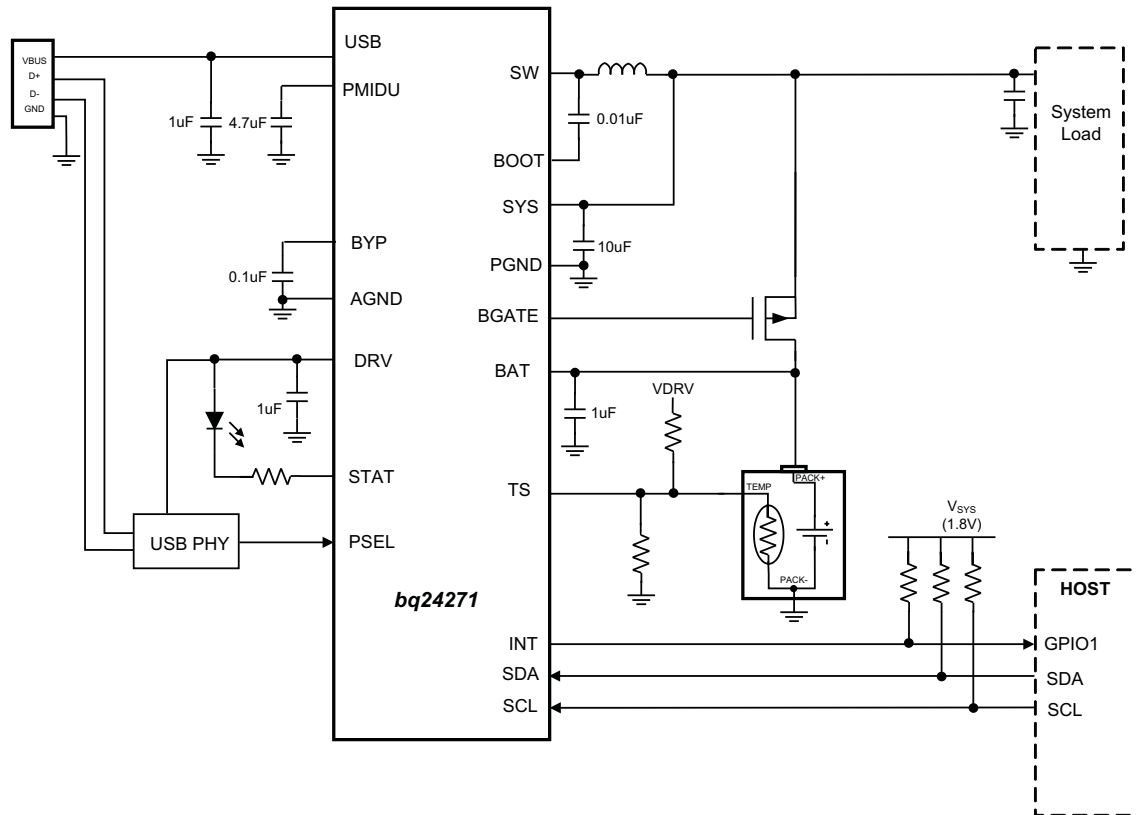 USB
VBUS
D+
D-
GND
PMIDU
1uF
4.7uF
SW
0.01uF
BOOT
SYS
10uF
PGND
System
Load
BYP
0.1uF
AGND
BGATE
DRV
1uF
BAT
1uF
VDRV
STAT
TS
TEMP
PACK+
+
-
PACK-
USB PHY
PSEL
bq24271
VSYS
(1.8V)
HOST
INT
GPIO1
SDA
SDA
SCL
SCL